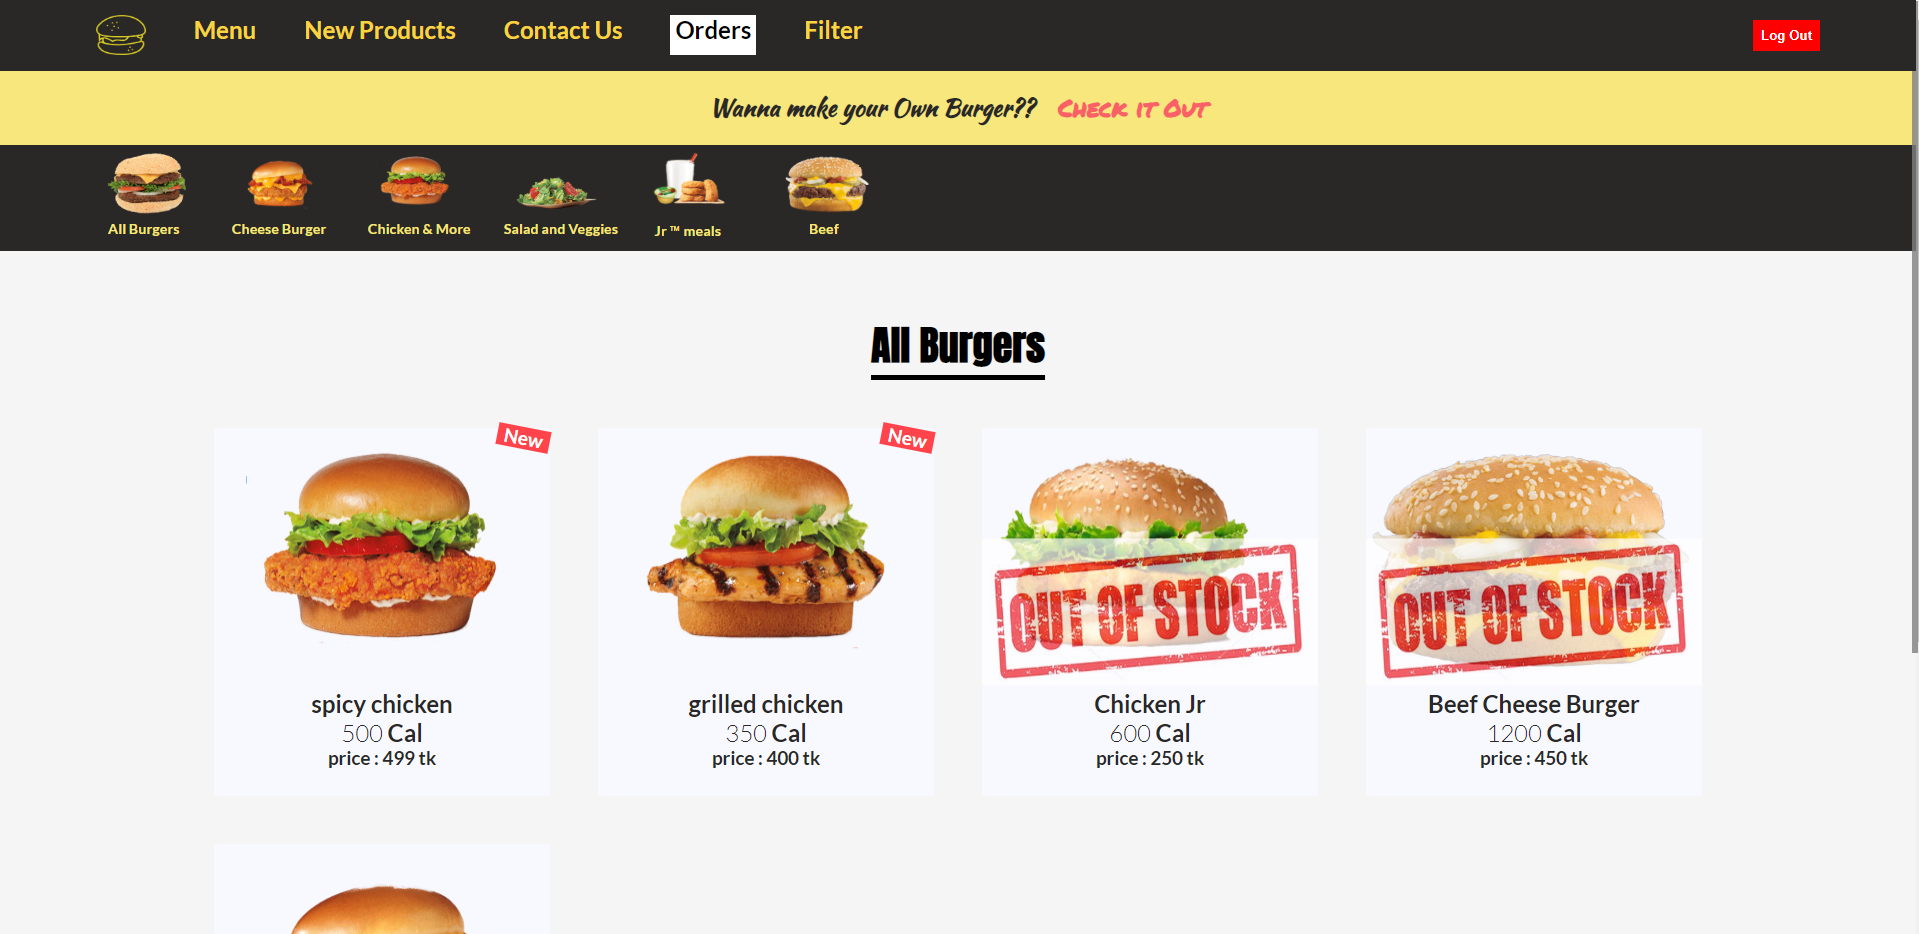 Menu New Products Contact Us Orders Filter Log Out
Wanna make your Own Burger?? Check it Out
All Burgers Cheese Burger Chicken & More Salad and Veggies Jr ™ meals Beef
All Burgers
New
spicy chicken
500 Cal
price : 499 tk
New
grilled chicken
350 Cal
price : 400 tk
OUT OF STOCK
Chicken Jr
600 Cal
price : 250 tk
OUT OF STOCK
Beef Cheese Burger
1200 Cal
price : 450 tk